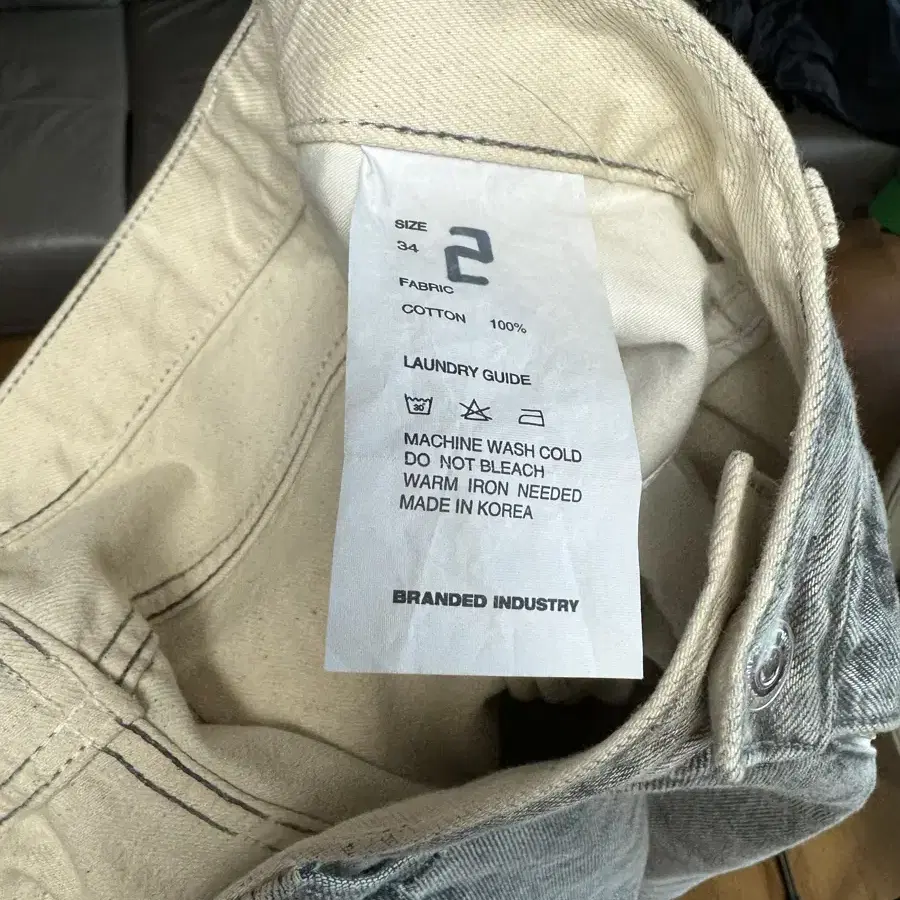 SIZE
34
2
FABRIC
COTTON 100%
LAUNDRY GUIDE
30
MACHINE WASH COLD
DO NOT BLEACH
WARM IRON NEEDED
MADE IN KOREA
BRANDED INDUSTRY